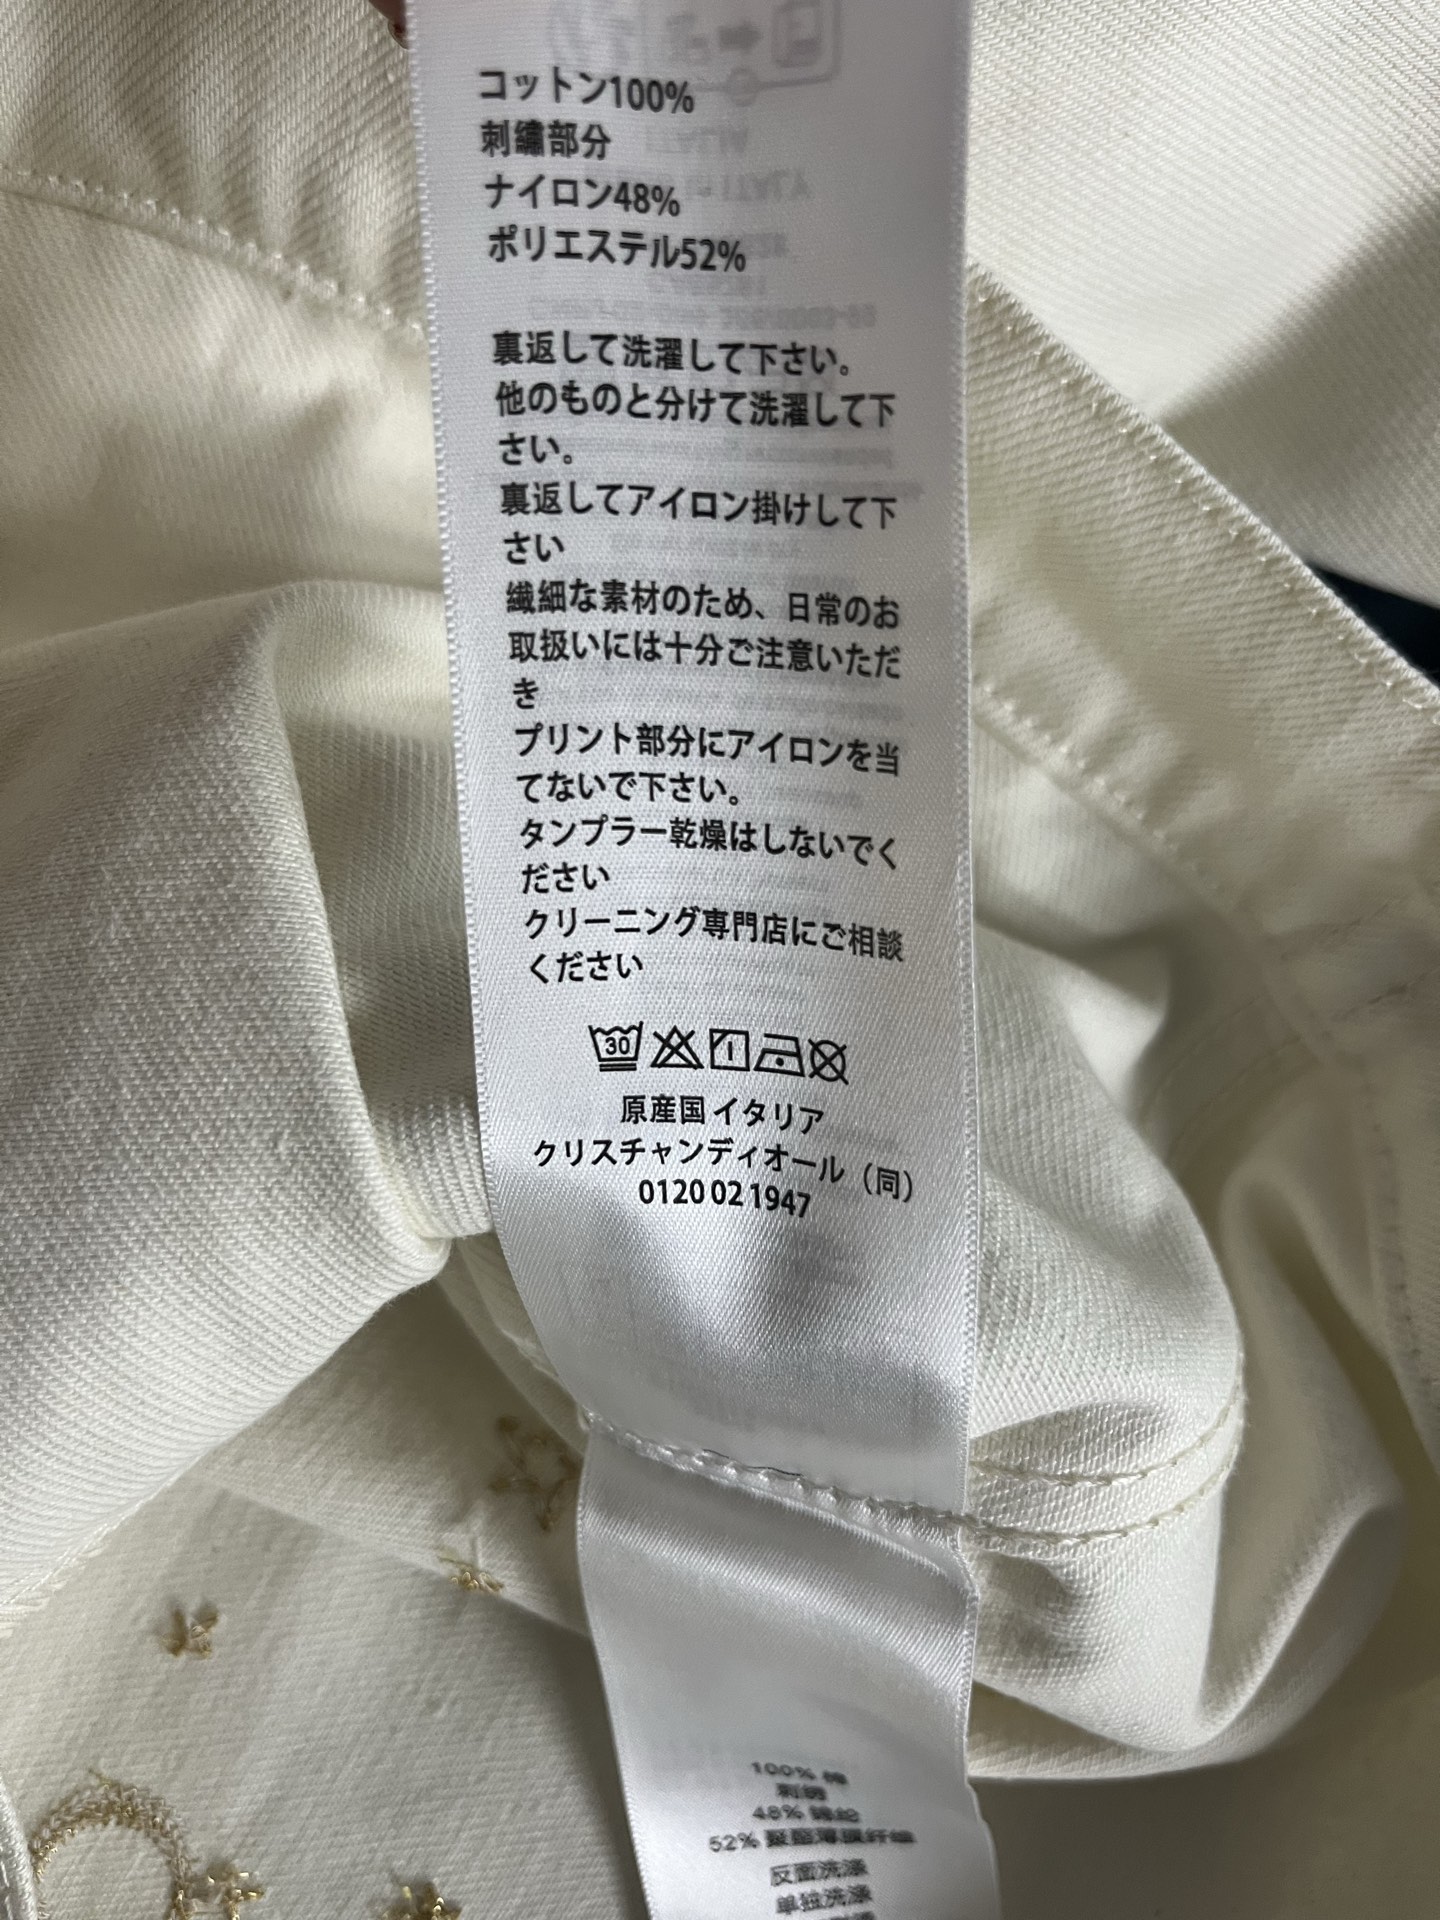 コットン100%
刺繍部分
ナイロン48%
ポリエステル52%
裏返して洗濯して下さい。
他のものと分けて洗濯して下
さい。
裏返してアイロン掛けして下
さい
繊細な素材のため、日常のお
取扱いには十分ご注意いただ
き
プリント部分にアイロンを当
てないで下さい。
タンプラー乾燥はしないでく
ださい
クリーニング専門店にご相談
ください
30
原産国 イタリア
クリスチャンディオール（同）
0120 02 1947
100% 棉
刺繡
48%
52%
反面洗涤
单独洗涤